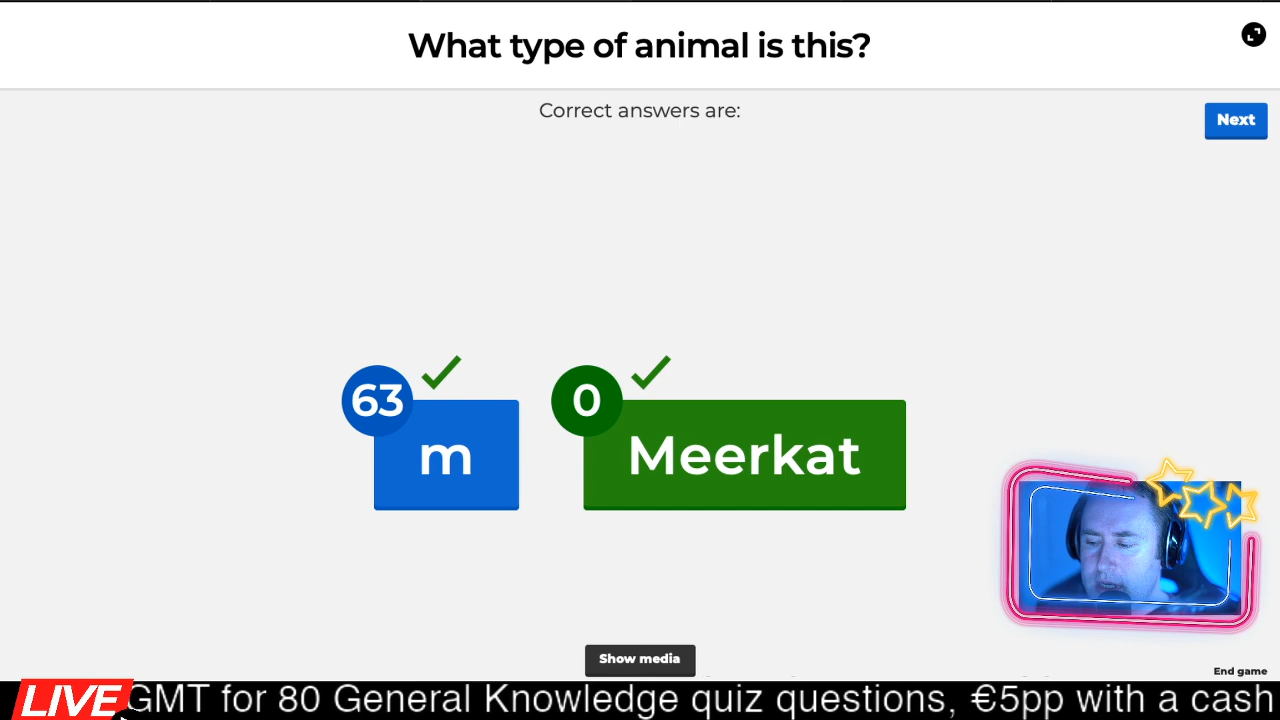 What type of animal is this?
Correct answers are:
Next
63
0
m
Meerkat
Show media
End game
LIVE
GMT for 80 General Knowledge quiz questions, €5pp with a cash